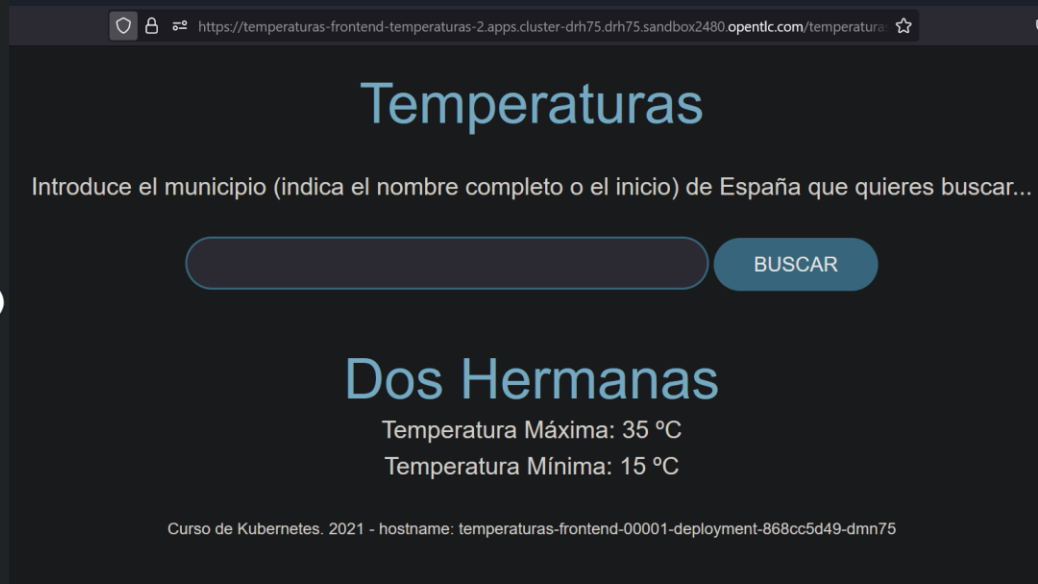 https://temperaturas-frontend-temperaturas-2.apps.cluster-drh75.drh75.sandbox2480.opentlc.com/temperatura
Temperaturas
Introduce el municipio (indica el nombre completo o el inicio) de España que quieres buscar...
BUSCAR
Dos Hermanas
Temperatura Máxima: 35 ºC
Temperatura Mínima: 15 ºC
Curso de Kubernetes. 2021 - hostname: temperaturas-frontend-00001-deployment-868cc5d49-dmn75